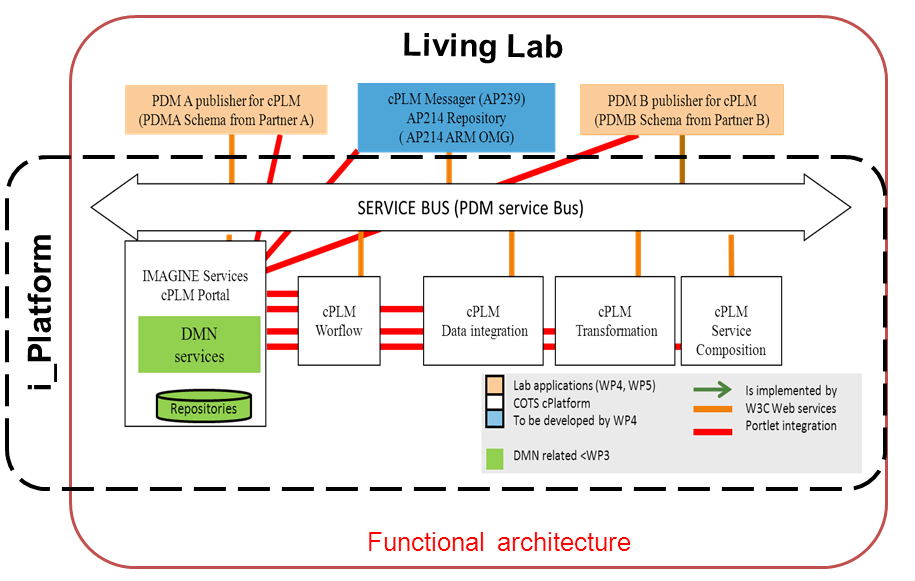 Living Lab
PDM A publisher for cPLM
(PDMA Schema from Partner A)
cPLM Messager (AP239)
AP214 Repository
( AP214 ARM OMG)
PDM B publisher for cPLM
(PDMB Schema from Partner B)
SERVICE BUS (PDM service Bus)
i_Platform
IMAGINE Services
cPLM Portal
DMN
services
Repositories
cPLM
Worflow
cPLM
Data integration
cPLM
Transformation
cPLM
Service
Composition
Lab applications (WP4, WP5)
COTS cPlatform
To be developed by WP4
DMN related <WP3
Is implemented by
W3C Web services
Portlet integration
Functional architecture